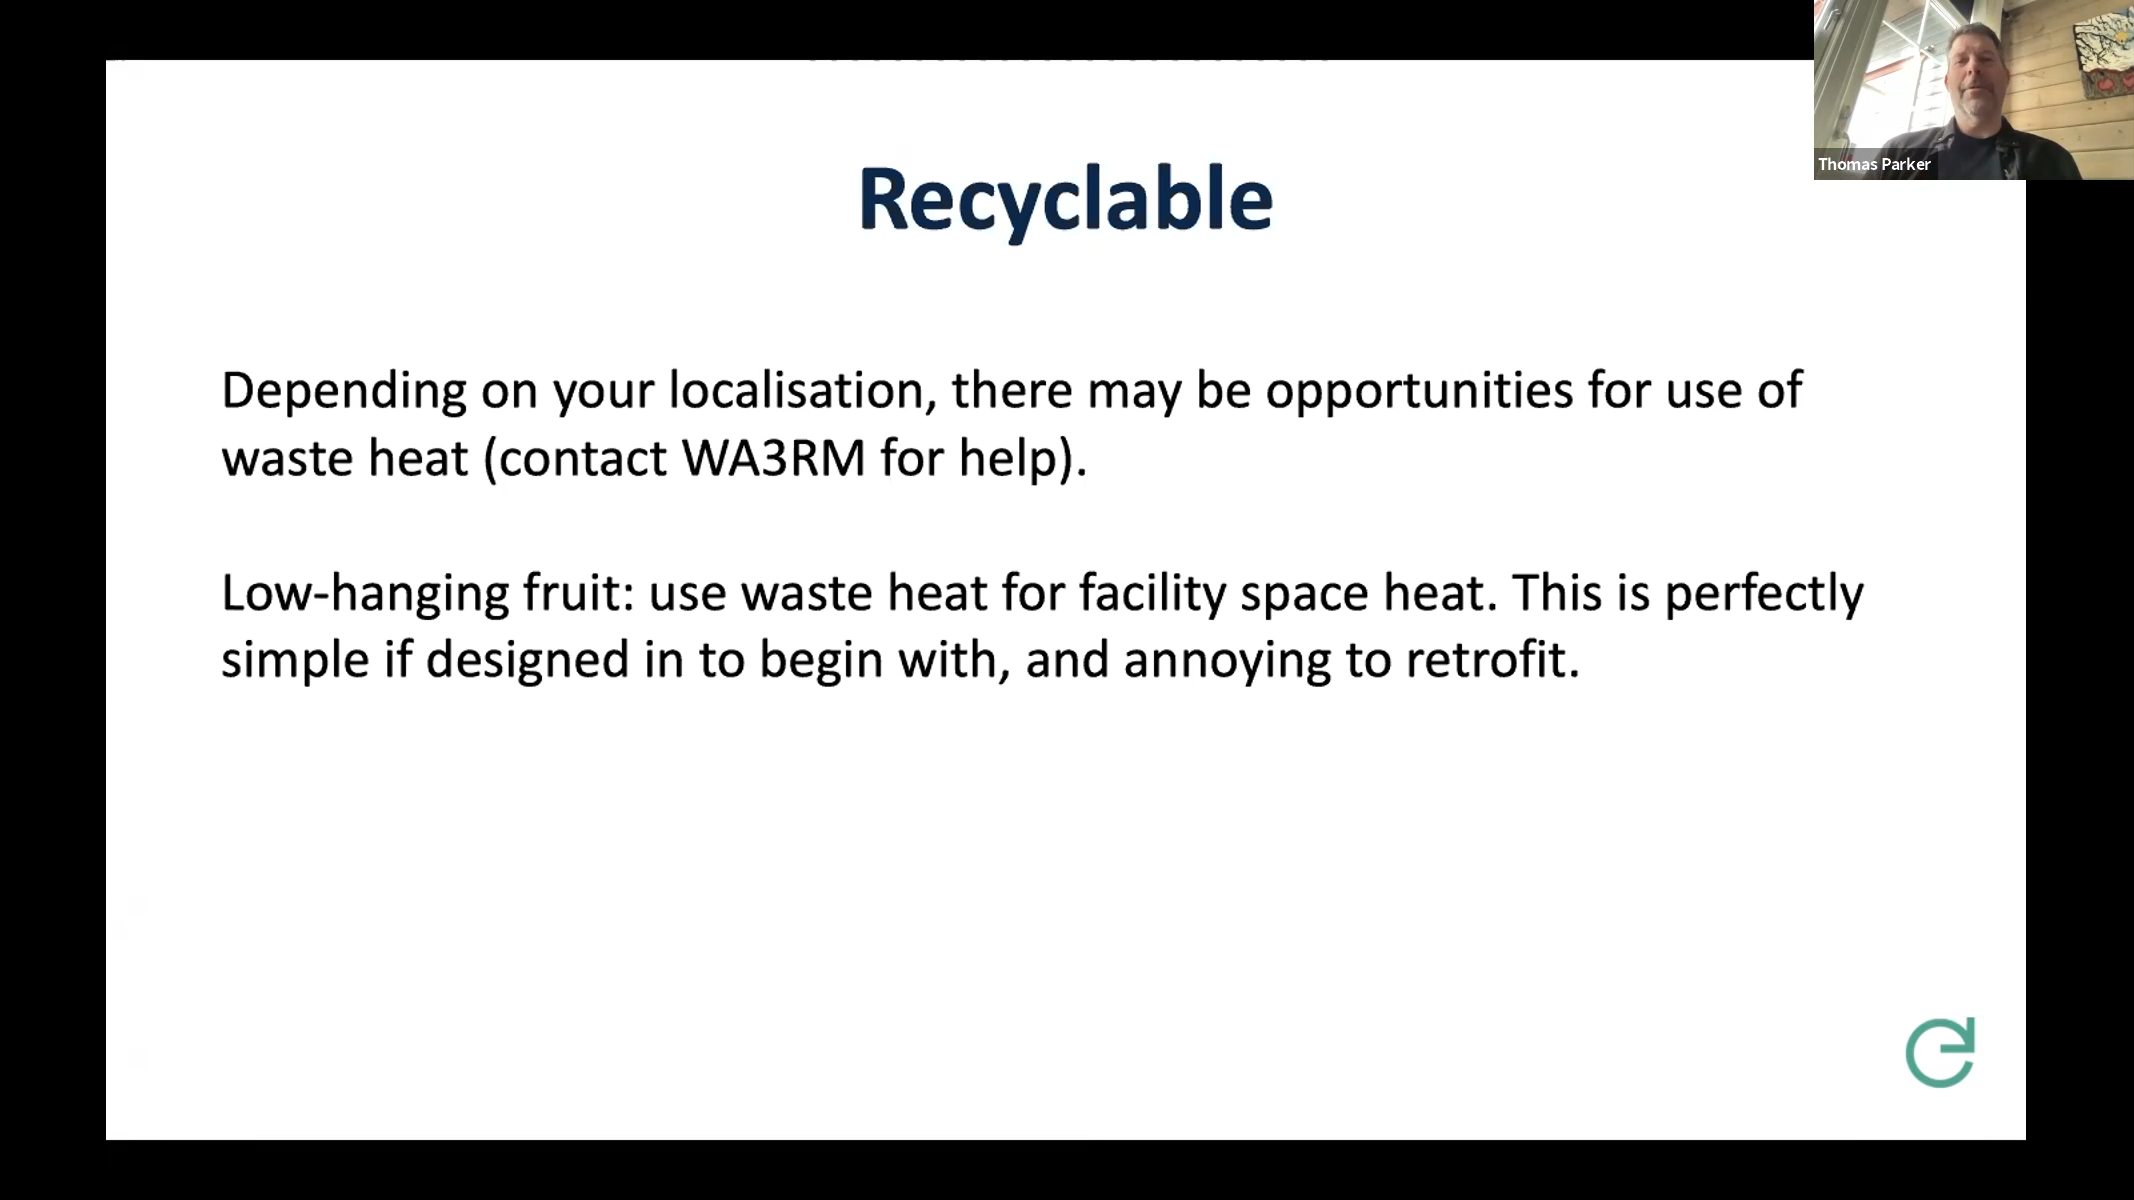 Thomas Parker
Recyclable
Depending on your localisation, there may be opportunities for use of
waste heat (contact WA3RM for help).
Low-hanging fruit: use waste heat for facility space heat. This is perfectly
simple if designed in to begin with, and annoying to retrofit.